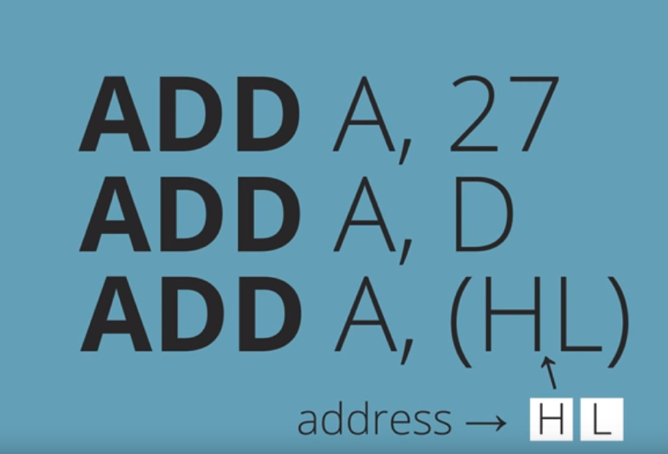 ADD A, 27
ADD A, D
ADD A, (HL)
address → H L